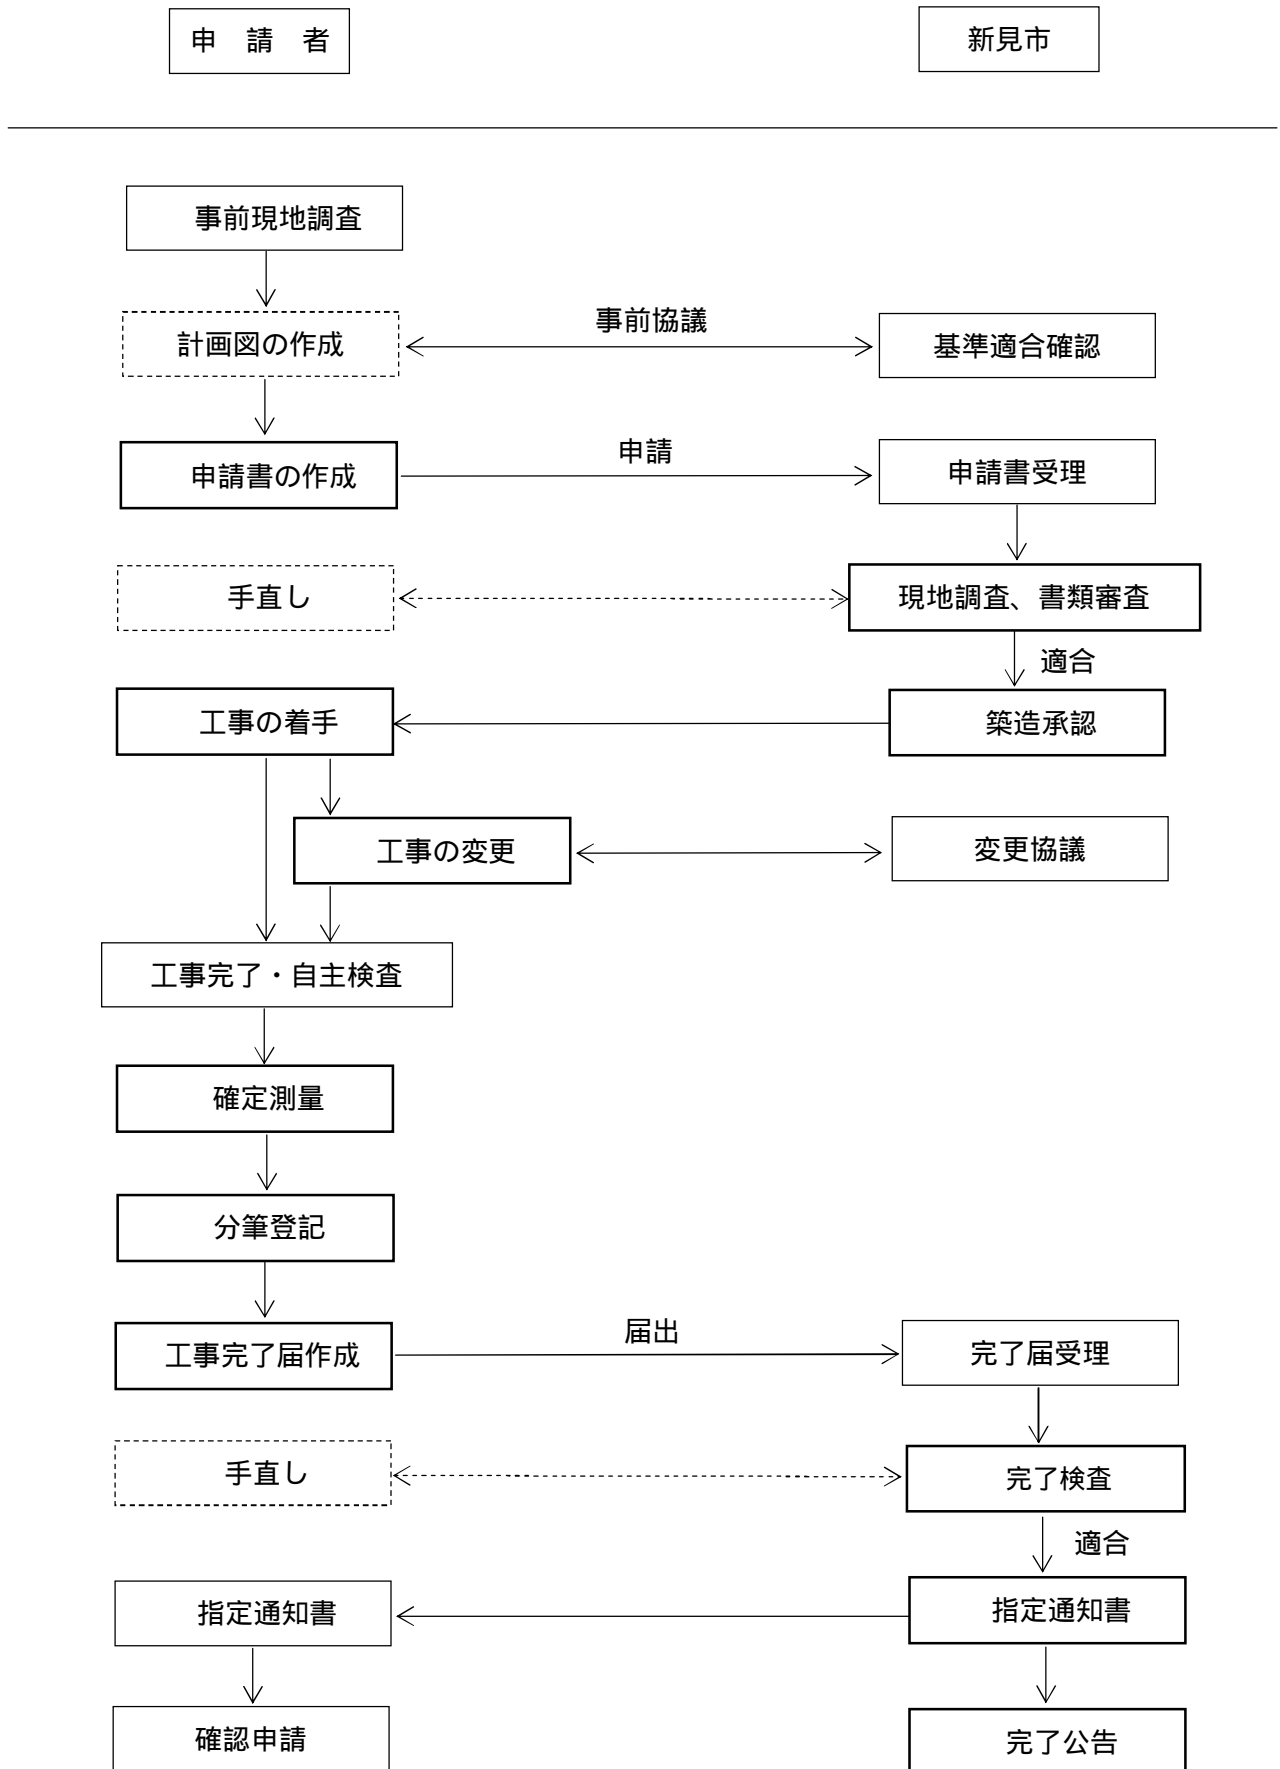 申　請　者
新見市
事前現地調査
計画図の作成
事前協議
基準適合確認
申請書の作成
申請
申請書受理
手直し
現地調査、書類審査
適合
工事の着手
築造承認
工事の変更
変更協議
工事完了・自主検査
確定測量
分筆登記
工事完了届作成
届出
完了届受理
手直し
完了検査
適合
指定通知書
指定通知書
確認申請
完了公告